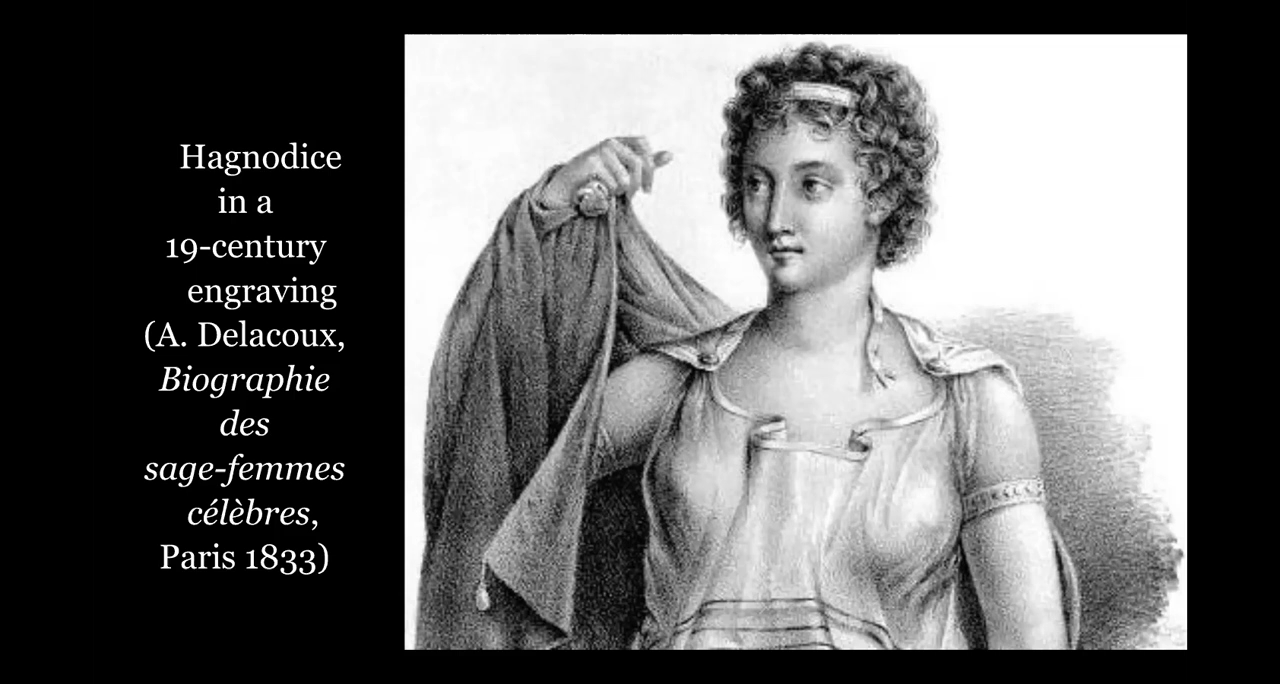 Hagnodice
in a
19-century
engraving
(A. Delacoux,
Biographie
des
sage-femmes
célèbres,
Paris 1833)